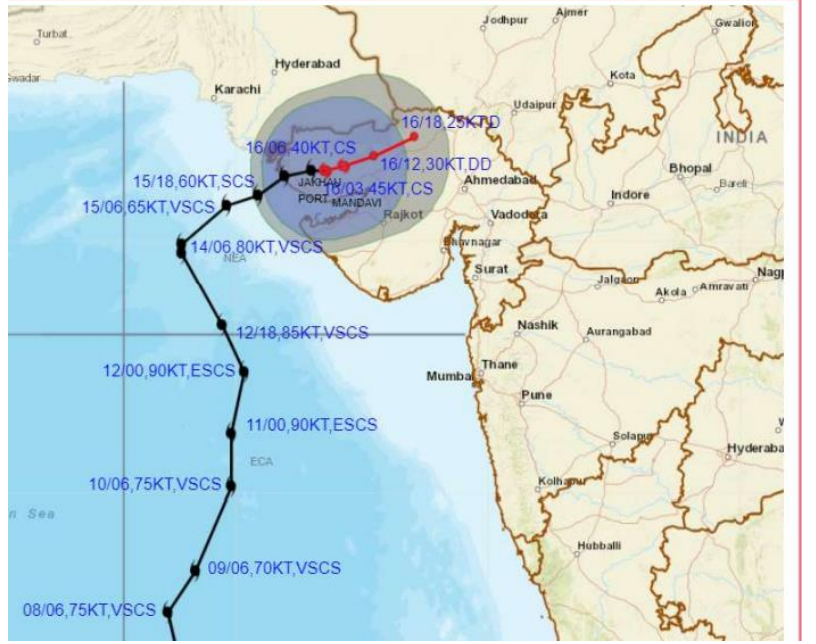 Turbat
Jodhpur
Ajmer
Gwalior
Hyderabad
Gwadar
Karachi
Kota
16/18,25KT,D
Udaipur
INDIA
16/06,40KT,CS
16/12,30KT,DD
Bhopal
15/18,60KT,SCS
JAKHAU
PORT
16/03,45KT,CS
MANDAVI
Ahmedabad
Bareli
Indore
15/06,65KT,VSCS
Rajkot
Vadodara
14/06,80KT,VSCS
Bhavnagar
NEA
Surat
Jalgaon
Nagp
Akola
Amravati
12/18,85KT,VSCS
Nashik
Aurangabad
12/00,90KT,ESCS
Mumbai
Thane
Pune
11/00,90KT,ESCS
Solapur
Hyderaba
ECA
10/06,75KT,VSCS
Kolhapur
n Sea
Hubballi
09/06,70KT,VSCS
08/06,75KT,VSCS